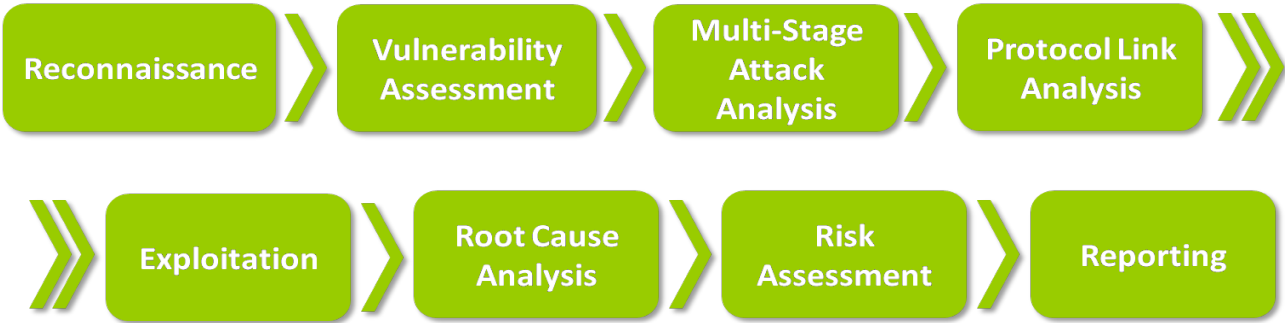 Reconnaissance
Vulnerability
Assessment
Multi-Stage
Attack
Analysis
Protocol Link
Analysis
Exploitation
Root Cause
Analysis
Risk
Assessment
Reporting